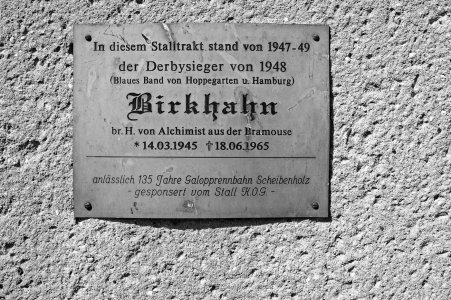 In diesem Stalltrakt stand von 1947-49
der Derbysieger von 1948
(Blaues Band von Hoppegarten u. Hamburg)
Birkhahn
br. H. von Alchimist aus der Bramouse
* 14.03.1945 † 18.06.1965
anlässlich 135 Jahre Galopprennbahn Scheibenholz
- gesponsert vom Stall H.O.G. -